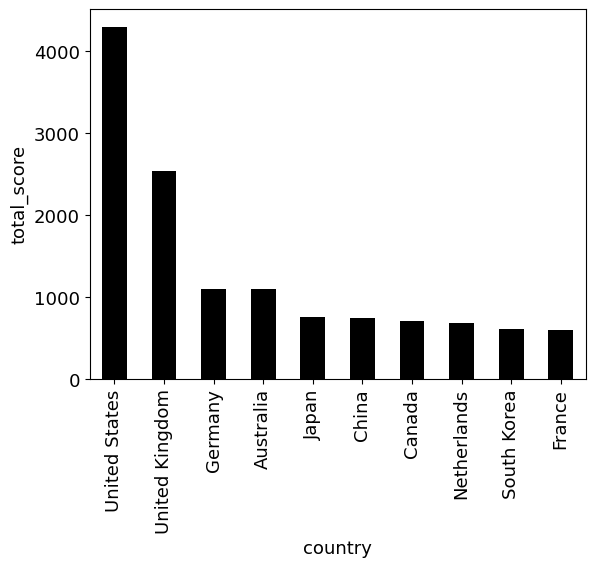 4000
3000
2000
1000
0
total_score
United States
United Kingdom
Germany
Australia
Japan
China
Canada
Netherlands
South Korea
France
country